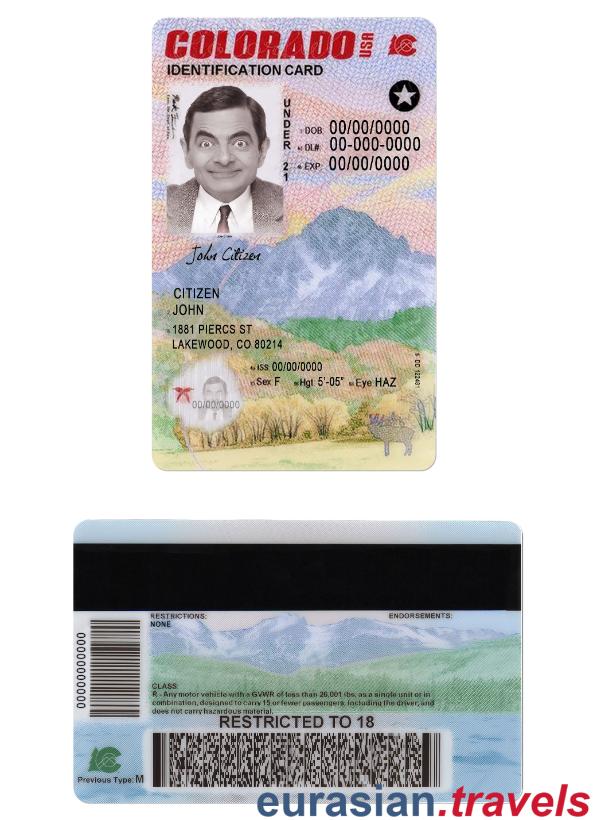 COLORADO USA
IDENTIFICATION CARD
UNDER 21
DOB 00/00/0000
DL# 00-000-0000
EXP 00/00/0000
John Citizen
CITIZEN
JOHN
1881 PIERCS ST
LAKEWOOD, CO 80214
ISS 00/00/0000
Sex F Hgt 5'-05" Eye HAZ
00/00/0000
RESTRICTIONS: ENDORSEMENTS:
NONE
00000000000
CLASS:
R - Any motor vehicle with a GVWR of less than 26,001 lbs. as a single unit or in
combination, designed to carry 15 or fewer passengers, including the driver, and
does not carry hazardous material.
RESTRICTED TO 18
Previous Type: M
eurasian.travels